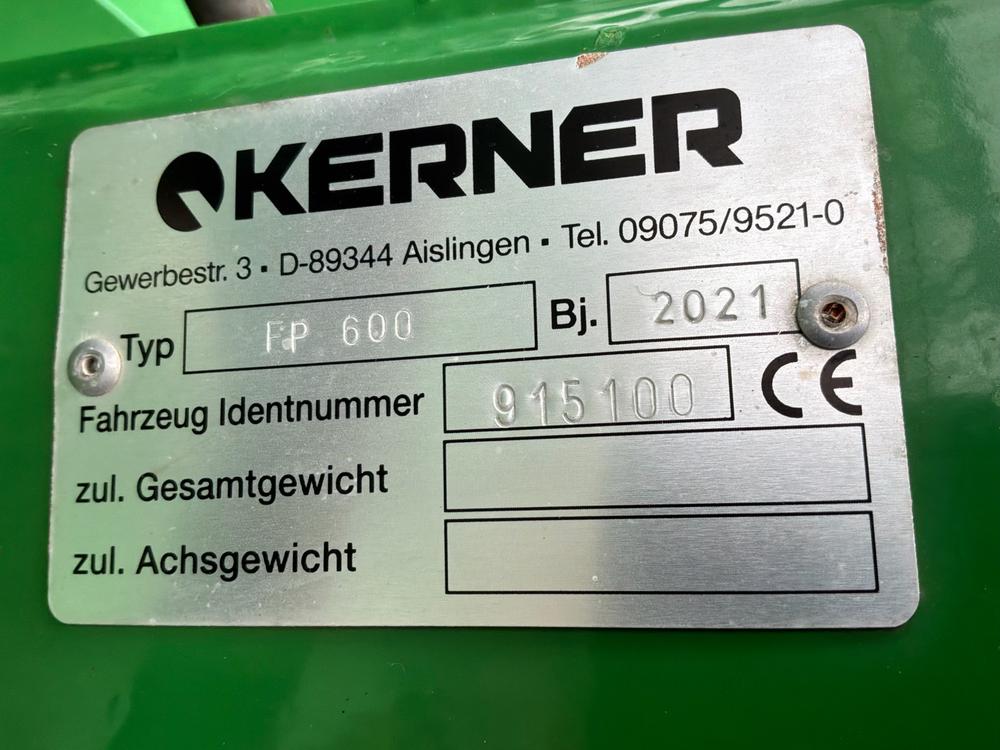 KERNER
Gewerbestr. 3 ▪ D-89344 Aislingen ▪ Tel. 09075/9521-0
Typ FP 600 Bj. 2021
Fahrzeug Identnummer 915100 CE
zul. Gesamtgewicht
zul. Achsgewicht